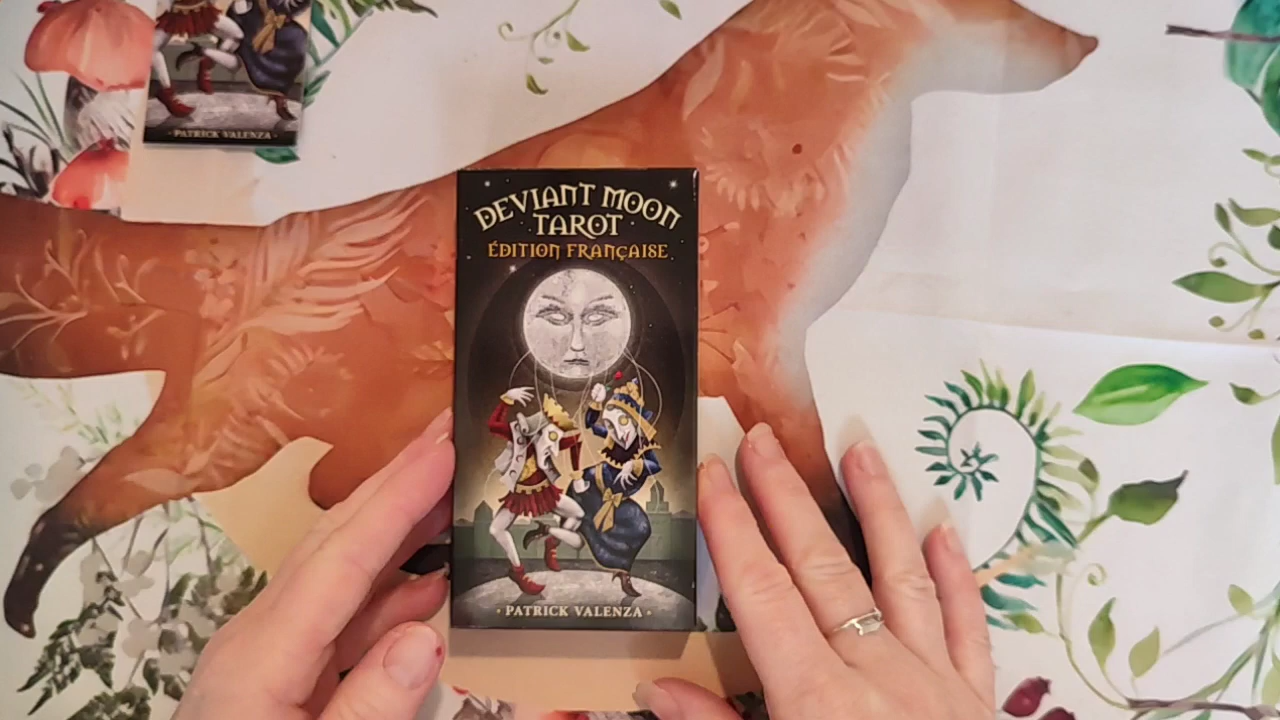 · PATRICK VALENZA ·
DEVIANT MOON
· TAROT ·
ÉDITION FRANÇAISE
· PATRICK VALENZA ·